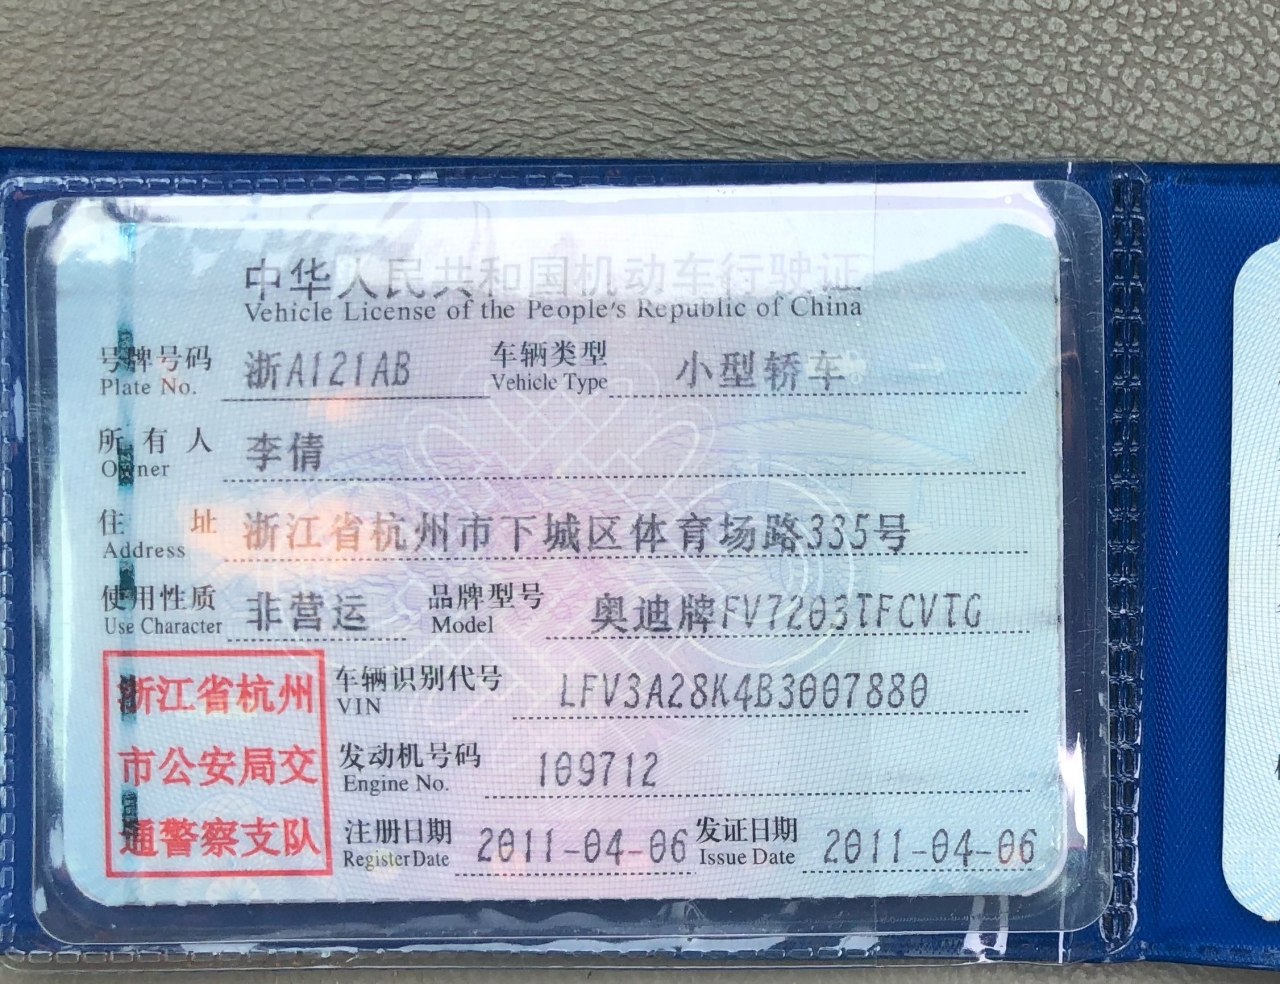 中华人民共和国机动车行驶证
Vehicle License of the People's Republic of China
号牌号码 浙A121AB 车辆类型 小型轿车
Plate No. Vehicle Type
所有人 李倩
Owner
住址 浙江省杭州市下城区体育场路335号
Address
使用性质 非营运 品牌型号 奥迪牌FV7203TFCVTG
Use Character Model
浙江省杭州
市公安局交
通警察支队
车辆识别代号 LFV3A28K4B3007880
VIN
发动机号码 109712
Engine No.
注册日期 2011-04-06 发证日期 2011-04-06
Register Date Issue Date